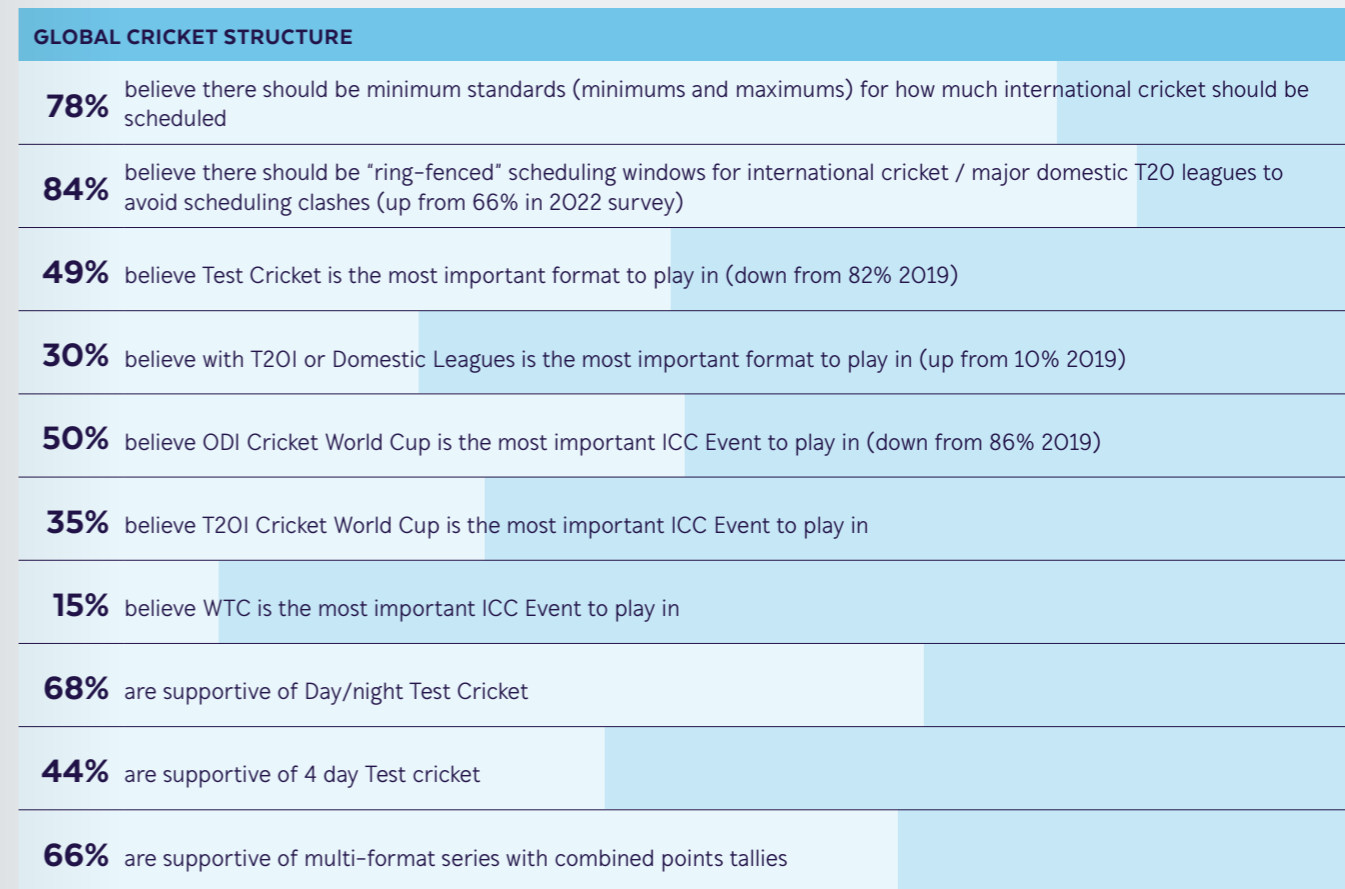 GLOBAL CRICKET STRUCTURE
78% believe there should be minimum standards (minimums and maximums) for how much international cricket should be
scheduled
84% believe there should be "ring-fenced" scheduling windows for international cricket / major domestic T20 leagues to
avoid scheduling clashes (up from 66% in 2022 survey)
49% believe Test Cricket is the most important format to play in (down from 82% 2019)
30% believe with T20I or Domestic Leagues is the most important format to play in (up from 10% 2019)
50% believe ODI Cricket World Cup is the most important ICC Event to play in (down from 86% 2019)
35% believe T20I Cricket World Cup is the most important ICC Event to play in
15% believe WTC is the most important ICC Event to play in
68% are supportive of Day/night Test Cricket
44% are supportive of 4 day Test cricket
66% are supportive of multi-format series with combined points tallies